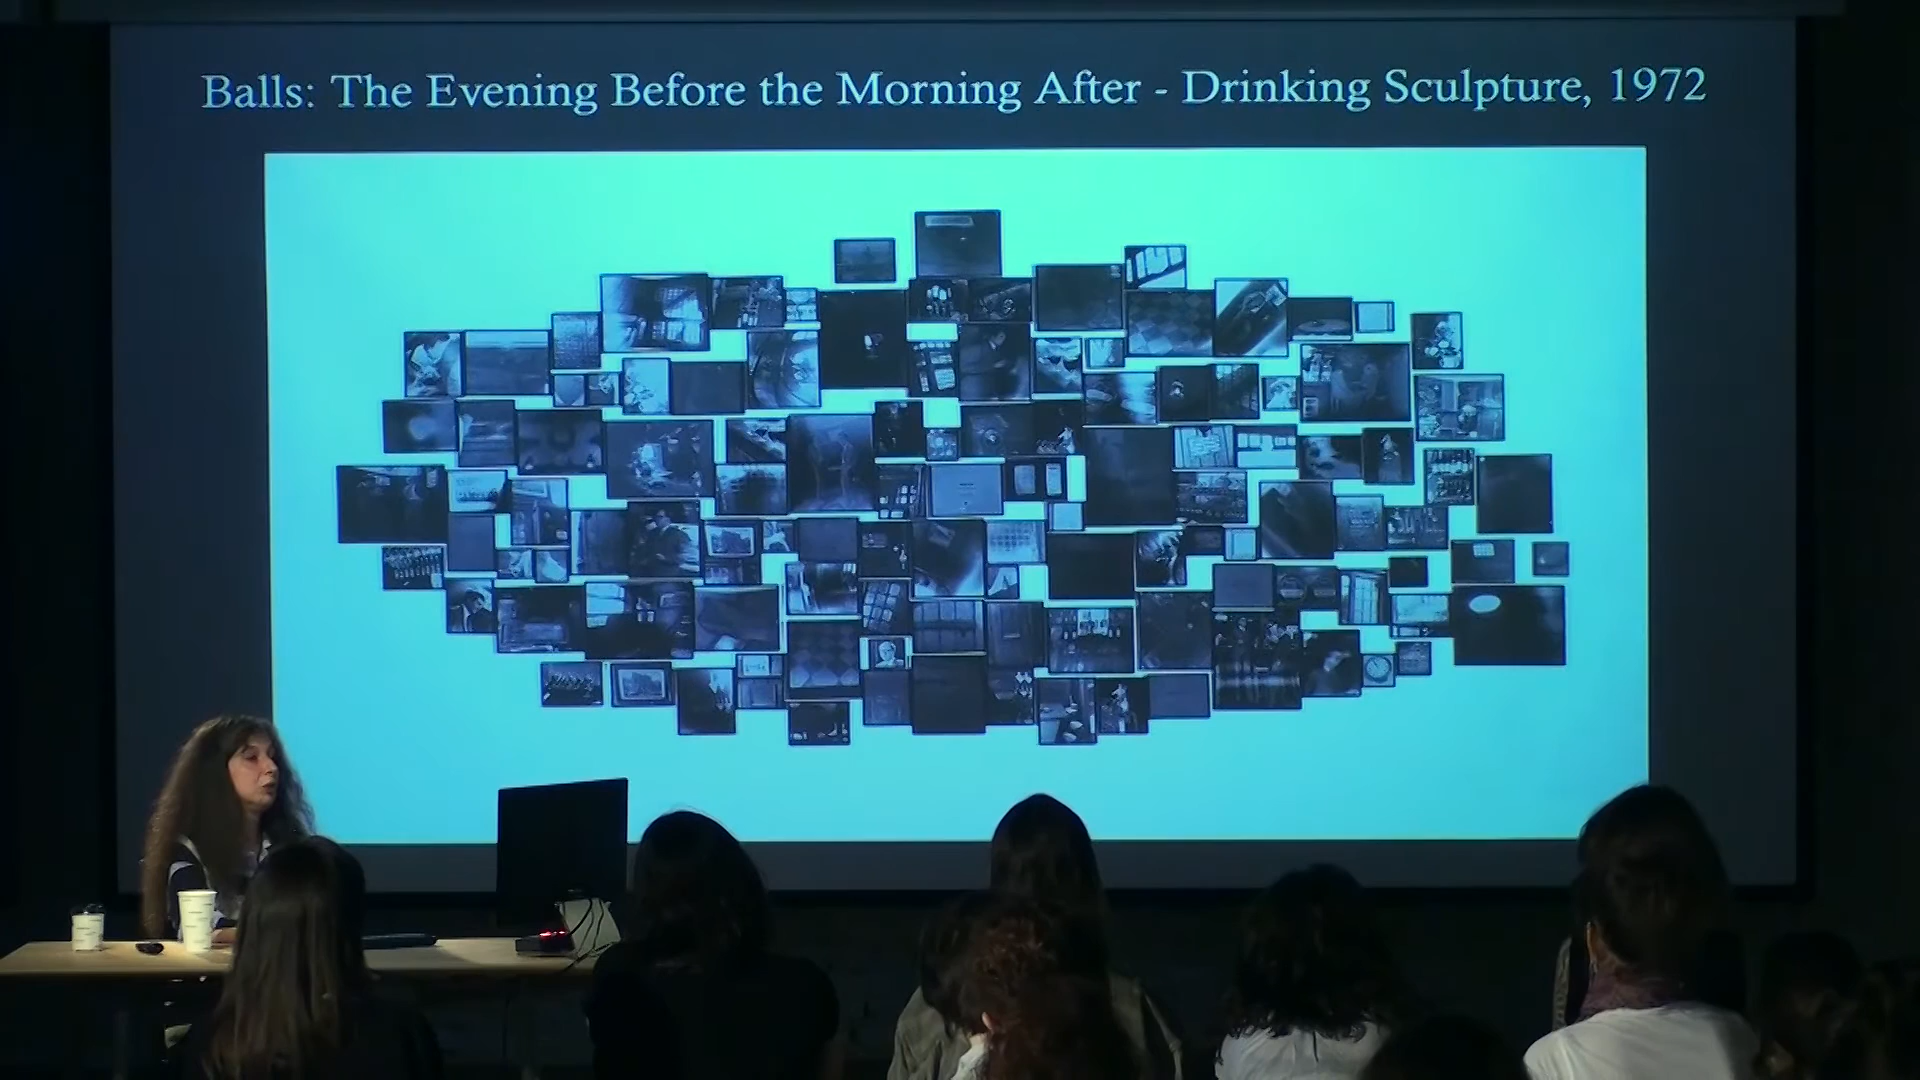 Balls: The Evening Before the Morning After - Drinking Sculpture, 1972